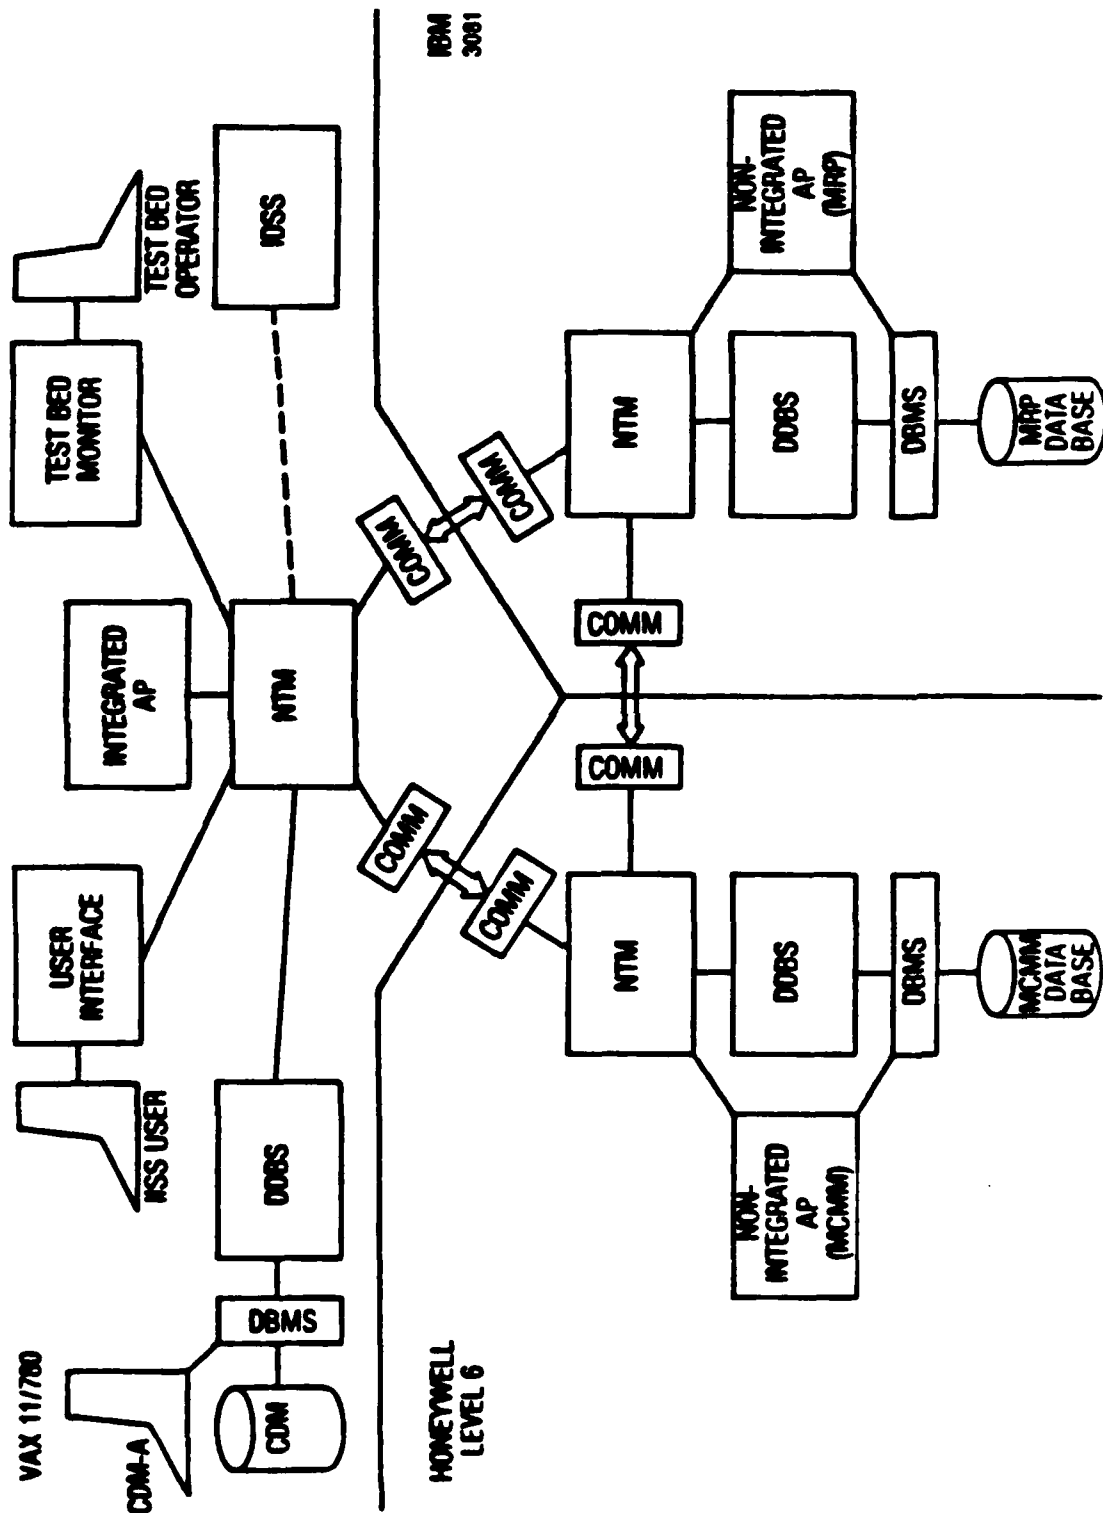 VAX 11/780
CDM-A
CDM
DBMS
DDBS
IISS USER
USER
INTERFACE
INTEGRATED
AP
NTM
TEST BED
MONITOR
TEST BED
OPERATOR
IDSS
COMM
COMM
HONEYWELL
LEVEL 6
COMM
NTM
COMM
DDBS
DBMS
NON-
INTEGRATED
AP
(MCMM)
MCMM
DATA
BASE
IBM
3081
COMM
COMM
NTM
DDBS
DBMS
NON-
INTEGRATED
AP
(MRP)
MRP
DATA
BASE